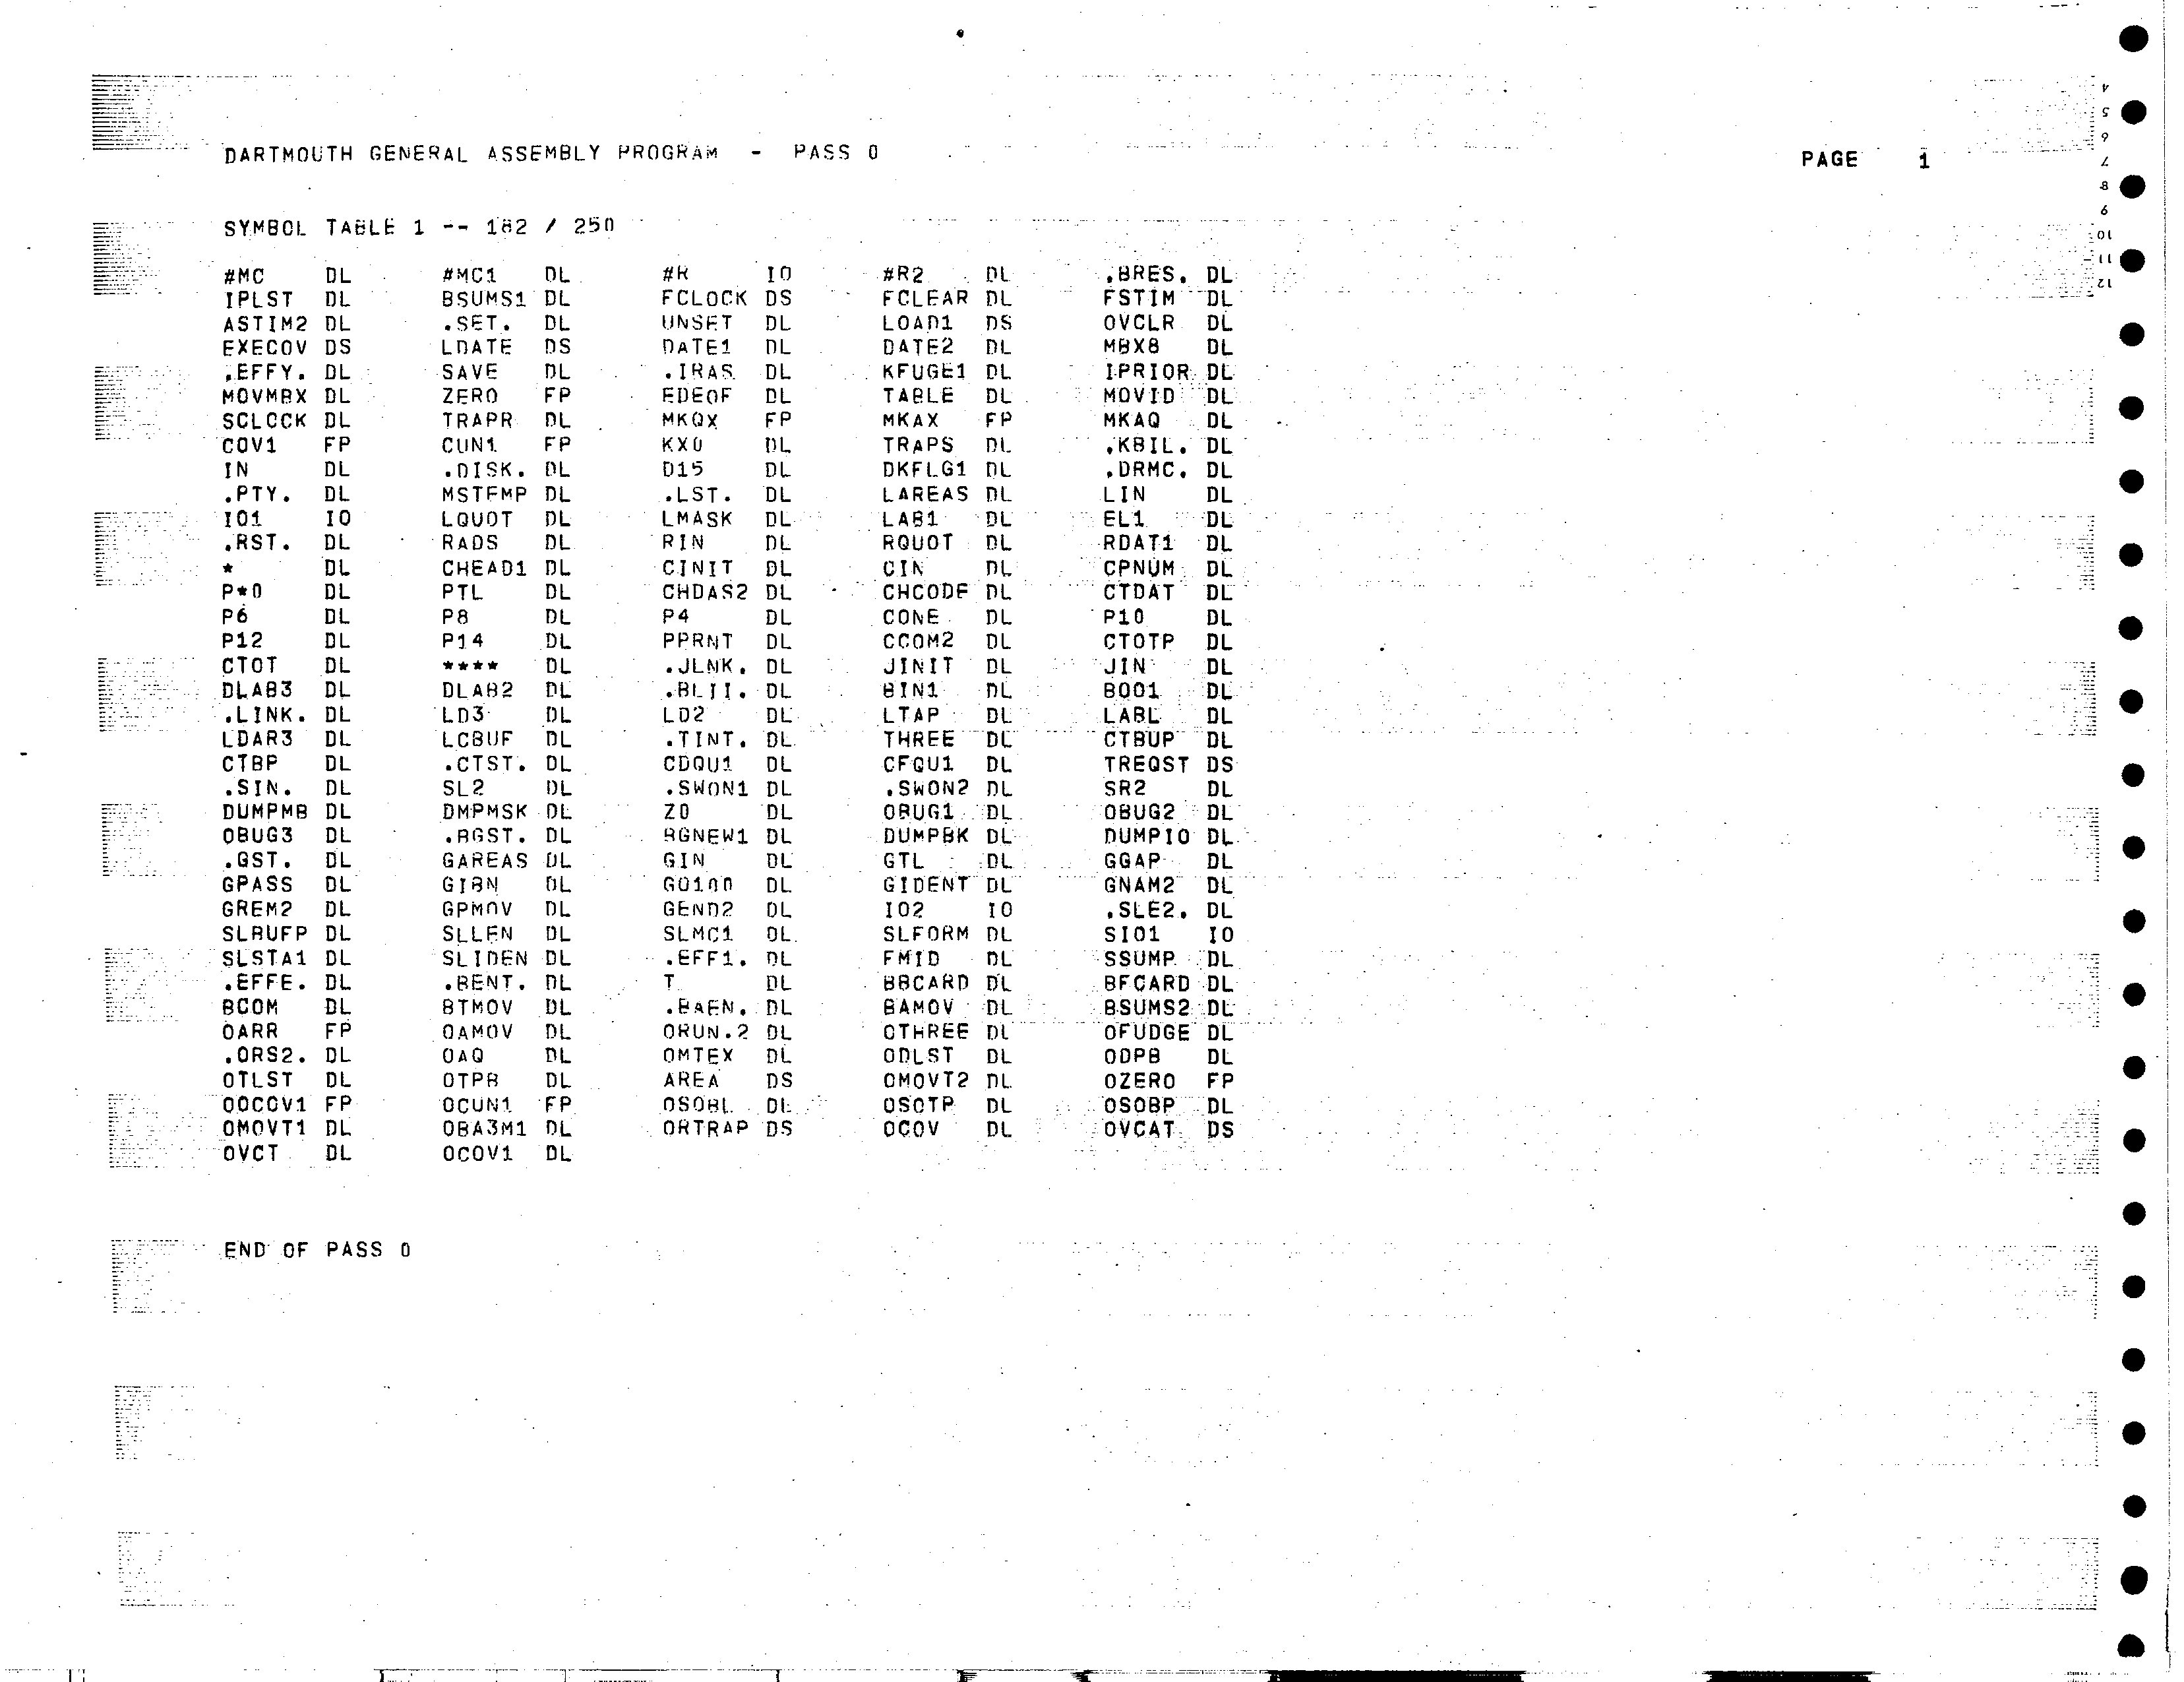 DARTMOUTH GENERAL ASSEMBLY PROGRAM - PASS 0 PAGE 1
SYMBOL TABLE 1 -- 182 / 250
#MC DL #MC1 DL #R IO #R2 DL .BRES. DL
IPLST DL BSUMS1 DL FCLOCK DS FCLEAR DL FSTIM DL
ASTIM2 DL .SET. DL UNSET DL LOAD1 DS OVCLR DL
EXECOV DS LDATE DS DATE1 DL DATE2 DL MBX8 DL
.EFFY. DL SAVE DL .IRAS. DL KFUGE1 DL IPRIOR DL
MOVMBX DL ZERO FP EDEOF DL TABLE DL MOVID DL
SCLOCK DL TRAPR DL MKQX FP MKAX FP MKAQ DL
COV1 FP CUN1 FP KX0 DL TRAPS DL .KBIL. DL
IN DL .DISK. DL D15 DL DKFLG1 DL .DRMC. DL
.PTY. DL MSTEMP DL .LST. DL LAREAS DL LIN DL
IO1 IO LQUOT DL LMASK DL LAB1 DL EL1 DL
.RST. DL RADS DL RIN DL RQUOT DL RDAT1 DL
* DL CHEAD1 DL CINIT DL CIN DL CPNUM DL
P*0 DL PTL DL CHDAS2 DL CHCODE DL CTDAT DL
P6 DL P8 DL P4 DL CONE DL P10 DL
P12 DL P14 DL PPRNT DL CCOM2 DL CTOTP DL
CTOT DL **** DL .JLNK. DL JINIT DL JIN DL
DLAB3 DL DLAB2 DL .BLII. DL BIN1 DL BOO1 DL
.LINK. DL LD3 DL LD2 DL LTAP DL LABL DL
LDAR3 DL LCBUF DL .TINT. DL THREE DL CTBUP DL
CTBP DL .CTST. DL CDQU1 DL CFQU1 DL TREQST DS
.SIN. DL SL2 DL .SWON1 DL .SWON2 DL SR2 DL
DUMPMB DL DMPMSK DL Z0 DL OBUG1 DL OBUG2 DL
OBUG3 DL .BGST. DL BGNEW1 DL DUMPBK DL DUMPIO DL
.GST. DL GAREAS DL GIN DL GTL DL GGAP DL
GPASS DL GIBN DL GO100 DL GIDENT DL GNAM2 DL
GREM2 DL GPMOV DL GEND2 DL IO2 IO .SLE2. DL
SLBUFP DL SLLEN DL SLMC1 DL SLFORM DL SIO1 IO
SLSTA1 DL SLIDEN DL .EFF1. DL FMID DL SSUMP DL
.EFFE. DL .BENT. DL T DL BBCARD DL BFCARD DL
BCOM DL BTMOV DL .BAEN. DL BAMOV DL BSUMS2 DL
OARR FP OAMOV DL ORUN.2 DL OTHREE DL OFUDGE DL
.ORS2. DL OAQ DL OMTEX DL ODLST DL ODPB DL
OTLST DL OTPB DL AREA DS OMOVT2 DL OZERO FP
OOCOV1 FP OCUN1 FP OSOBL DL OSOTP DL OSOBP DL
OMOVT1 DL OBA3M1 DL ORTRAP DS OCOV DL OVCAT DS
OVCT DL OCOV1 DL
END OF PASS 0
4
5
6
7
8
9
10
11
12